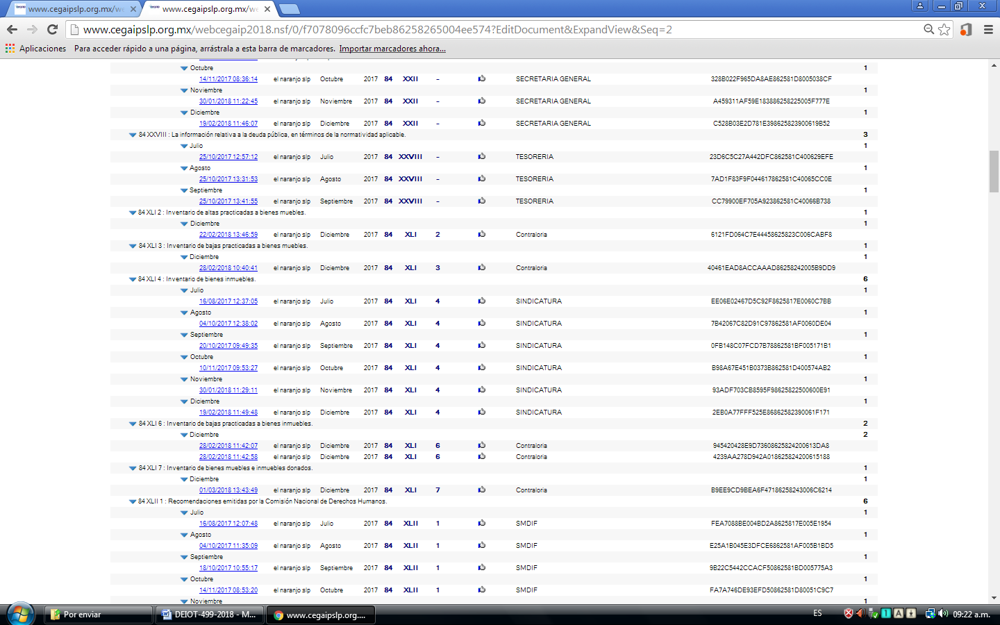 www.cegaipslp.org.mx/we
www.cegaipslp.org.mx/we
www.cegaipslp.org.mx/webcegaip2018.nsf/0/f7078096ccfc7beb86258265004ee574?EditDocument&ExpandView&Seq=2
Aplicaciones Para acceder rápido a una página, arrástrala a esta barra de marcadores. Importar marcadores ahora...
Octubre 1
14/11/2017 08:36:14 el naranjo slp Octubre 2017 84 XXII - SECRETARIA GENERAL 328B022F965DA8AE862581D8005038CF
Noviembre 1
30/01/2018 11:22:45 el naranjo slp Noviembre 2017 84 XXII - SECRETARIA GENERAL A459311AF59E183886258225005F777E
Diciembre 1
19/02/2018 11:46:07 el naranjo slp Diciembre 2017 84 XXII - SECRETARIA GENERAL C528B03E2D781E398625823900619B52
84 XXVIII : La información relativa a la deuda pública, en términos de la normatividad aplicable. 3
Julio 1
25/10/2017 12:57:12 el naranjo slp Julio 2017 84 XXVIII - TESORERIA 23D6C5C27A442DFC862581C400629EFE
Agosto 1
25/10/2017 13:31:53 el naranjo slp Agosto 2017 84 XXVIII - TESORERIA 7AD1F83F9F044617862581C40065CC0E
Septiembre 1
25/10/2017 13:41:55 el naranjo slp Septiembre 2017 84 XXVIII - TESORERIA CC79900EF705A923862581C40066B738
84 XLI 2 : Inventario de altas practicadas a bienes muebles. 1
Diciembre 1
22/02/2018 13:46:59 el naranjo slp Diciembre 2017 84 XLI 2 Contraloria 6121FD064C7E44458625823C006CABF8
84 XLI 3 : Inventario de bajas practicadas a bienes muebles. 1
Diciembre 1
28/02/2018 10:40:41 el naranjo slp Diciembre 2017 84 XLI 3 Contraloria 40461EAD8ACCAAAD86258242005B9DD9
84 XLI 4 : Inventario de bienes inmuebles. 6
Julio 1
16/08/2017 12:37:05 el naranjo slp Julio 2017 84 XLI 4 SINDICATURA EE06E02467D5C92F8625817E0060C7BB
Agosto 1
04/10/2017 12:38:02 el naranjo slp Agosto 2017 84 XLI 4 SINDICATURA 7B42067C82D91C97862581AF0060DE04
Septiembre 1
20/10/2017 09:49:35 el naranjo slp Septiembre 2017 84 XLI 4 SINDICATURA 0FB148C07FCD7B78862581BF005171B1
Octubre 1
10/11/2017 09:53:27 el naranjo slp Octubre 2017 84 XLI 4 SINDICATURA B98A67E451B0373B862581D400574AB2
Noviembre 1
30/01/2018 11:29:11 el naranjo slp Noviembre 2017 84 XLI 4 SINDICATURA 93ADF703CB8595F98625822500600E91
Diciembre 1
19/02/2018 11:49:48 el naranjo slp Diciembre 2017 84 XLI 4 SINDICATURA 2EB0A77FFF525E86862582390061F171
84 XLI 6 : Inventario de bajas practicadas a bienes inmuebles. 2
Diciembre 2
28/02/2018 11:42:07 el naranjo slp Diciembre 2017 84 XLI 6 Contraloria 945420428E9D73608625824200613DA8
28/02/2018 11:42:58 el naranjo slp Diciembre 2017 84 XLI 6 Contraloria 4239AA278D942A018625824200615188
84 XLI 7 : Inventario de bienes muebles e inmuebles donados. 1
Diciembre 1
01/03/2018 13:43:49 el naranjo slp Diciembre 2017 84 XLI 7 Contraloria B9EE9CD9BEA6F47186258243006C6214
84 XLII 1 : Recomendaciones emitidas por la Comisión Nacional de Derechos Humanos. 6
Julio 1
16/08/2017 12:07:48 el naranjo slp Julio 2017 84 XLII 1 SMDIF FEA7088BE004BD2A8625817E005E1954
Agosto 1
04/10/2017 11:35:09 el naranjo slp Agosto 2017 84 XLII 1 SMDIF E25A1B045E3DFCE6862581AF005B1BD5
Septiembre 1
18/10/2017 10:55:17 el naranjo slp Septiembre 2017 84 XLII 1 SMDIF 9B22C5442CCACF50862581BD005775A3
Octubre 1
14/11/2017 08:53:20 el naranjo slp Octubre 2017 84 XLII 1 SMDIF FA7A746DE93EFD50862581D80051C9C7
Noviembre 1
Por enviar DEIOT-499-2018 - M... www.cegaipslp.org.... ES 1 A 09:22 a.m.